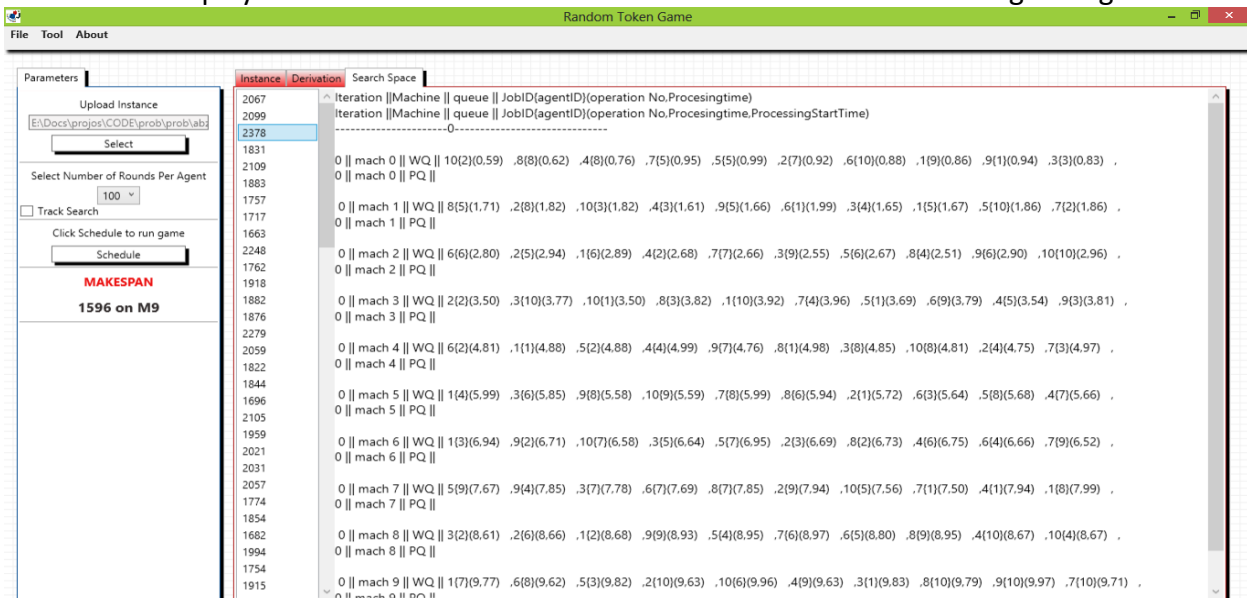 Random Token Game
File Tool About
Parameters
Upload Instance
E:\Docs\projos\CODE\prob\prob\abz
Select
Select Number of Rounds Per Agent
100
Track Search
Click Schedule to run game
Schedule
MAKESPAN
1596 on M9
Instance Derivation Search Space
2067
2099
2378
1831
2109
1883
1757
1717
1663
2248
1762
1918
1882
1876
2279
2059
1822
1844
1696
2105
1959
2021
2031
2057
1774
1854
1682
1994
1754
1915
Iteration ||Machine || queue || JobID{agentID}(operation No,Procesingtime)
Iteration ||Machine || queue || JobID{agentID}(operation No,Procesingtime,ProcessingStartTime)
----------------------0------------------------------
0 || mach 0 || WQ || 10{2}(0,59) ,8{8}(0,62) ,4{8}(0,76) ,7{5}(0,95) ,5{5}(0,99) ,2{7}(0,92) ,6{10}(0,88) ,1{9}(0,86) ,9{1}(0,94) ,3{3}(0,83) ,
0 || mach 0 || PQ ||
0 || mach 1 || WQ || 8{5}(1,71) ,2{8}(1,82) ,10{3}(1,82) ,4{3}(1,61) ,9{5}(1,66) ,6{1}(1,99) ,3{4}(1,65) ,1{5}(1,67) ,5{10}(1,86) ,7{2}(1,86) ,
0 || mach 1 || PQ ||
0 || mach 2 || WQ || 6{6}(2,80) ,2{5}(2,94) ,1{6}(2,89) ,4{2}(2,68) ,7{7}(2,66) ,3{9}(2,55) ,5{6}(2,67) ,8{4}(2,51) ,9{6}(2,90) ,10{10}(2,96) ,
0 || mach 2 || PQ ||
0 || mach 3 || WQ || 2{2}(3,50) ,3{10}(3,77) ,10{1}(3,50) ,8{3}(3,82) ,1{10}(3,92) ,7{4}(3,96) ,5{1}(3,69) ,6{9}(3,79) ,4{5}(3,54) ,9{3}(3,81) ,
0 || mach 3 || PQ ||
0 || mach 4 || WQ || 6{2}(4,81) ,1{1}(4,88) ,5{2}(4,88) ,4{4}(4,99) ,9{7}(4,76) ,8{1}(4,98) ,3{8}(4,85) ,10{8}(4,81) ,2{4}(4,75) ,7{3}(4,97) ,
0 || mach 4 || PQ ||
0 || mach 5 || WQ || 1{4}(5,99) ,3{6}(5,85) ,9{8}(5,58) ,10{9}(5,59) ,7{8}(5,99) ,8{6}(5,94) ,2{1}(5,72) ,6{3}(5,64) ,5{8}(5,68) ,4{7}(5,66) ,
0 || mach 5 || PQ ||
0 || mach 6 || WQ || 1{3}(6,94) ,9{2}(6,71) ,10{7}(6,58) ,3{5}(6,64) ,5{7}(6,95) ,2{3}(6,69) ,8{2}(6,73) ,4{6}(6,75) ,6{4}(6,66) ,7{9}(6,52) ,
0 || mach 6 || PQ ||
0 || mach 7 || WQ || 5{9}(7,67) ,9{4}(7,85) ,3{7}(7,78) ,6{7}(7,69) ,8{7}(7,85) ,2{9}(7,94) ,10{5}(7,56) ,7{1}(7,50) ,4{1}(7,94) ,1{8}(7,99) ,
0 || mach 7 || PQ ||
0 || mach 8 || WQ || 3{2}(8,61) ,2{6}(8,66) ,1{2}(8,68) ,9{9}(8,93) ,5{4}(8,95) ,7{6}(8,97) ,6{5}(8,80) ,8{9}(8,95) ,4{10}(8,67) ,10{4}(8,67) ,
0 || mach 8 || PQ ||
0 || mach 9 || WQ || 1{7}(9,77) ,6{8}(9,62) ,5{3}(9,82) ,2{10}(9,63) ,10{6}(9,96) ,4{9}(9,63) ,3{1}(9,83) ,8{10}(9,79) ,9{10}(9,97) ,7{10}(9,71) ,
0 || mach 9 || PQ ||